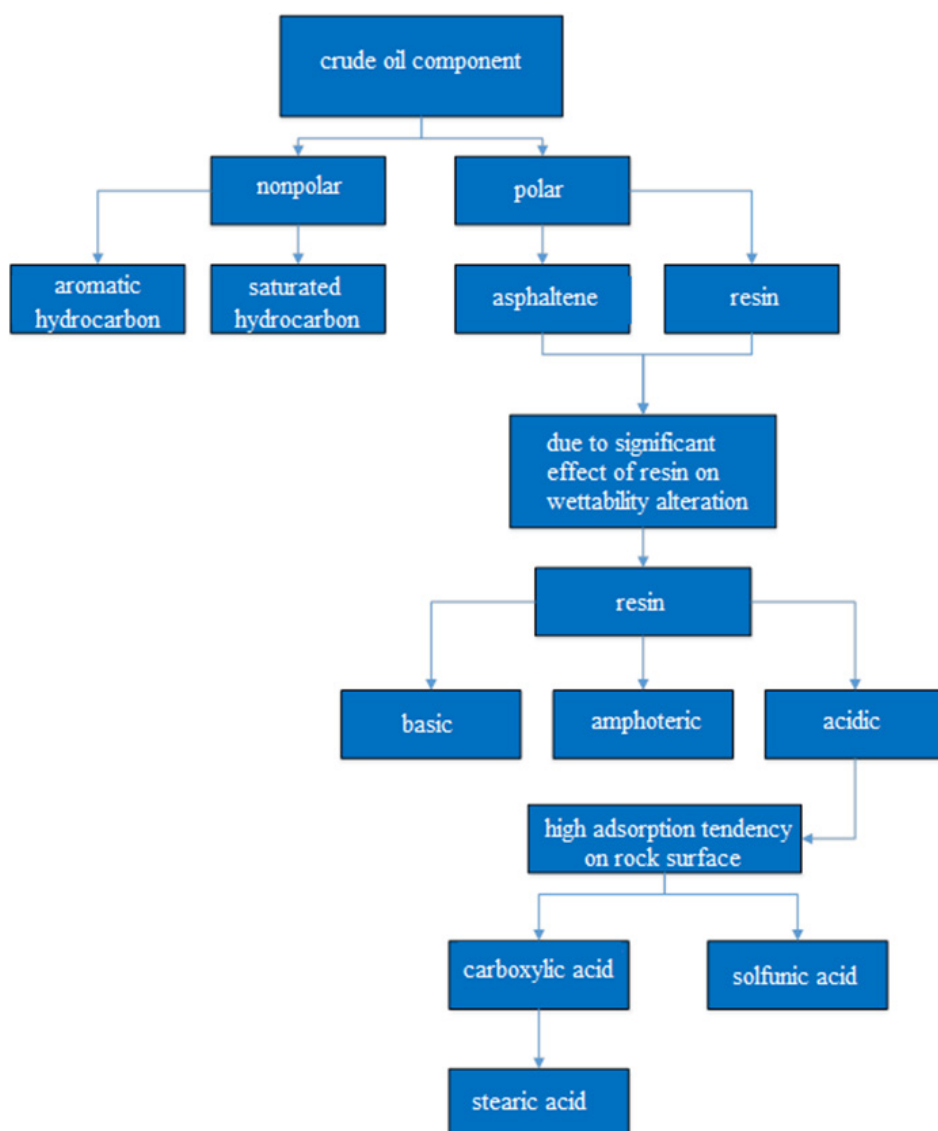 crude oil component
nonpolar
polar
aromatic
hydrocarbon
saturated
hydrocarbon
asphaltene
resin
due to significant
effect of resin on
wettability alteration
resin
basic
amphoteric
acidic
high adsorption tendency
on rock surface
carboxylic acid
solfunic acid
stearic acid